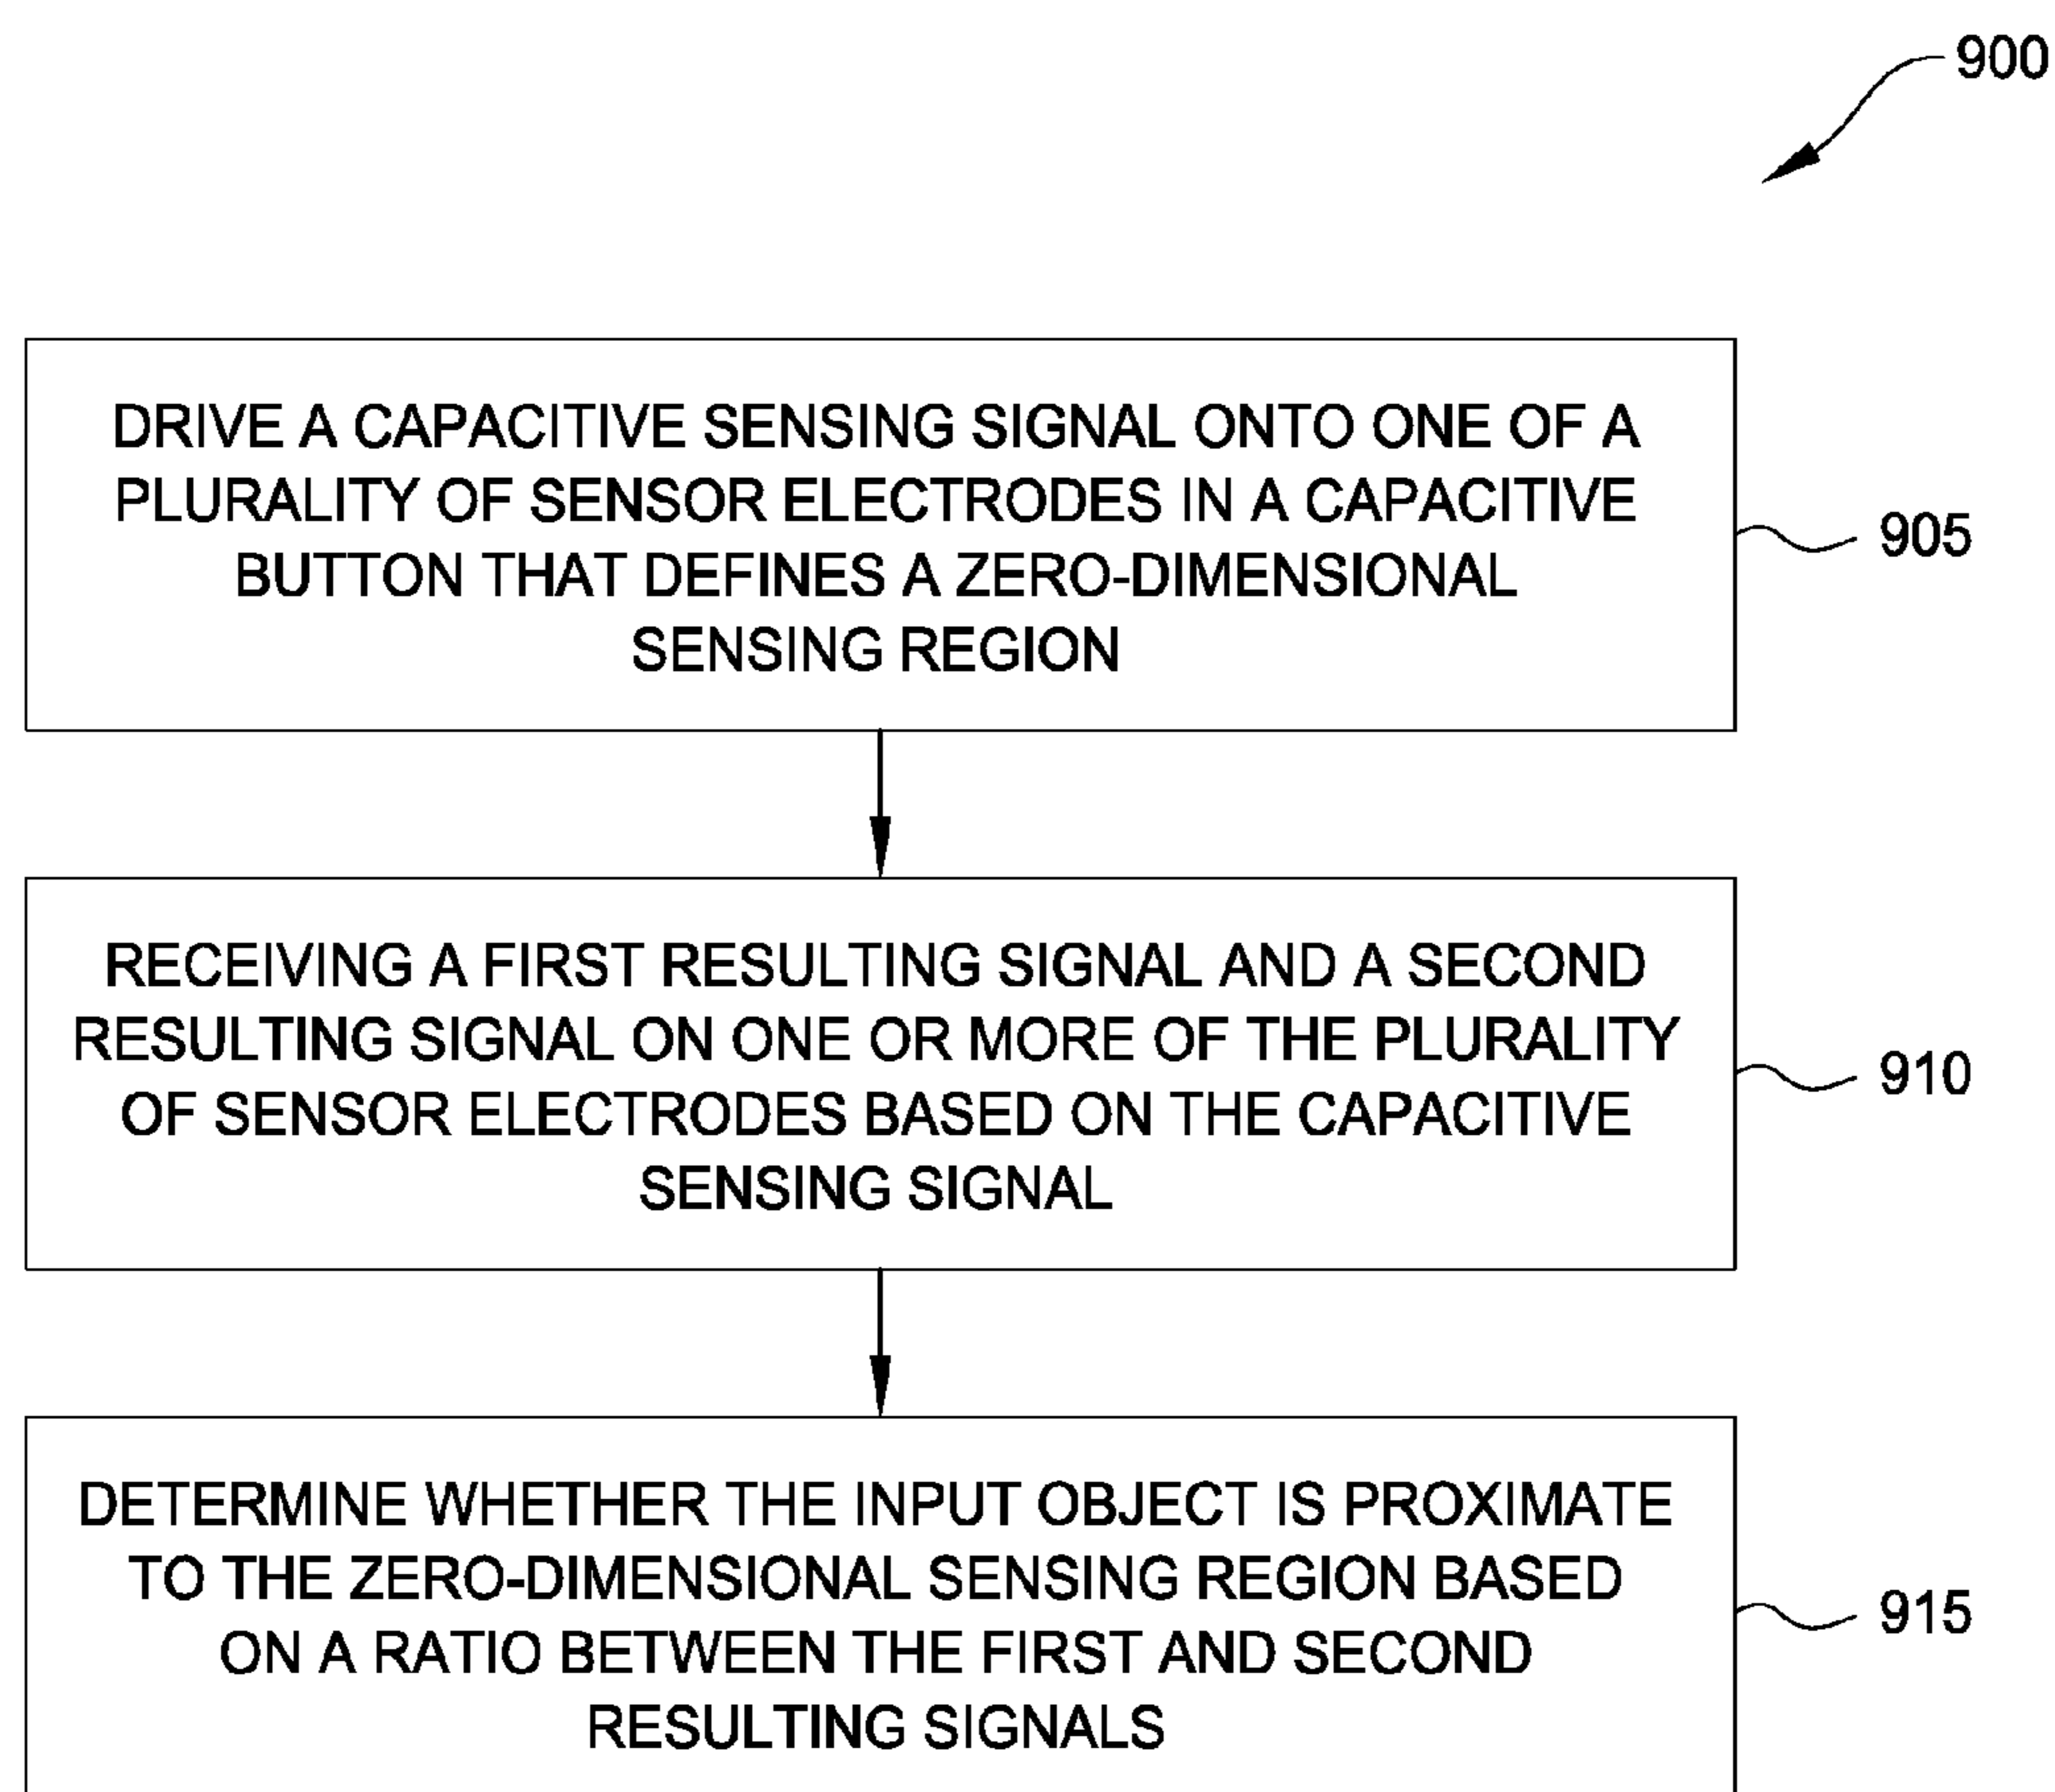 900
DRIVE A CAPACITIVE SENSING SIGNAL ONTO ONE OF A
PLURALITY OF SENSOR ELECTRODES IN A CAPACITIVE
BUTTON THAT DEFINES A ZERO-DIMENSIONAL
SENSING REGION
905
RECEIVING A FIRST RESULTING SIGNAL AND A SECOND
RESULTING SIGNAL ON ONE OR MORE OF THE PLURALITY
OF SENSOR ELECTRODES BASED ON THE CAPACITIVE
SENSING SIGNAL
910
DETERMINE WHETHER THE INPUT OBJECT IS PROXIMATE
TO THE ZERO-DIMENSIONAL SENSING REGION BASED
ON A RATIO BETWEEN THE FIRST AND SECOND
RESULTING SIGNALS
915